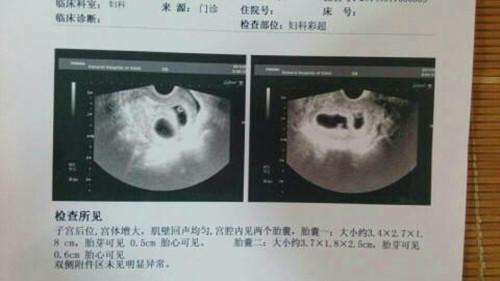 临床科室： 妇科 来 源： 门诊 住院号： 床 号：
临床诊断： 检查部位： 妇科彩超
检查所见
子宫后位,宫体增大，肌壁回声均匀,宫腔内见两个胎囊，胎囊一：大小约3.4×2.7×1.
8 cm，胎芽可见 0.5cm 胎心可见、 胎囊二：大小约3.7×1.8×2.5cm，胎芽可见
0.6cm 胎心可见
双侧附件区未见明显异常。